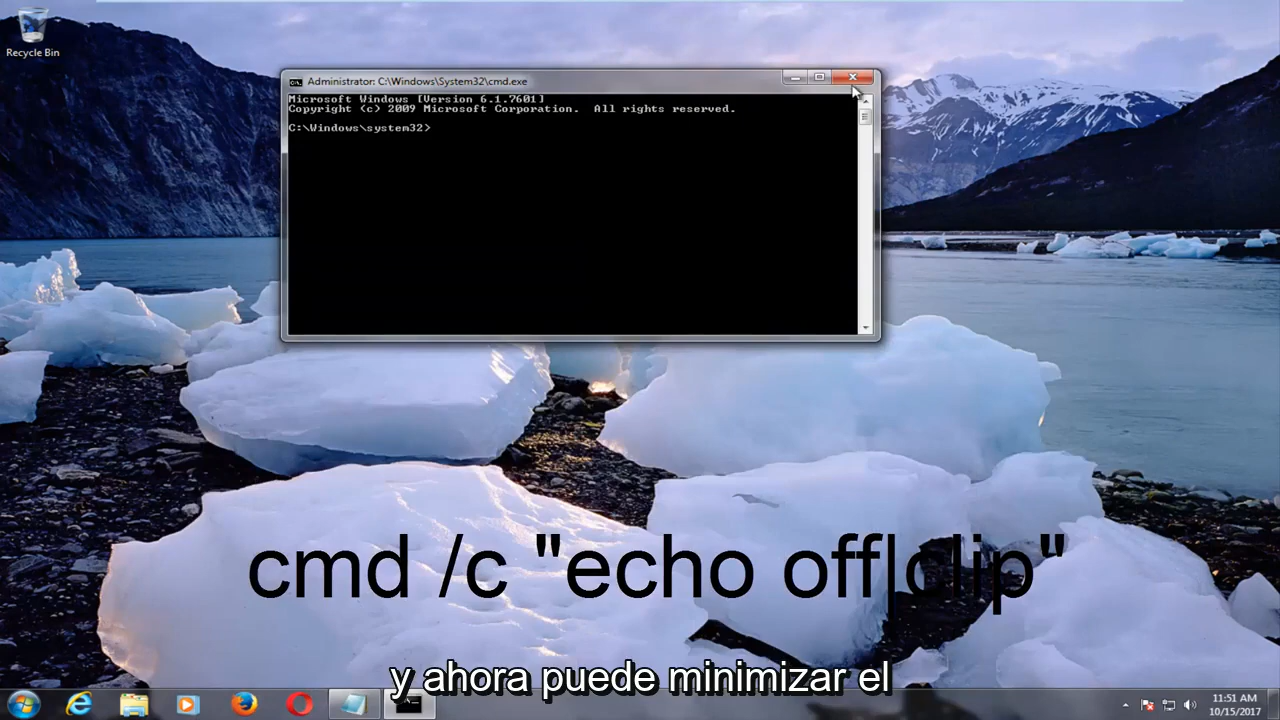 Recycle Bin
Administrator: C:\Windows\System32\cmd.exe
Microsoft Windows [Version 6.1.7601]
Copyright (c) 2009 Microsoft Corporation.  All rights reserved.
C:\Windows\system32>
cmd /c "echo off|clip"
y ahora puede minimizar el
11:51 AM
10/15/2017